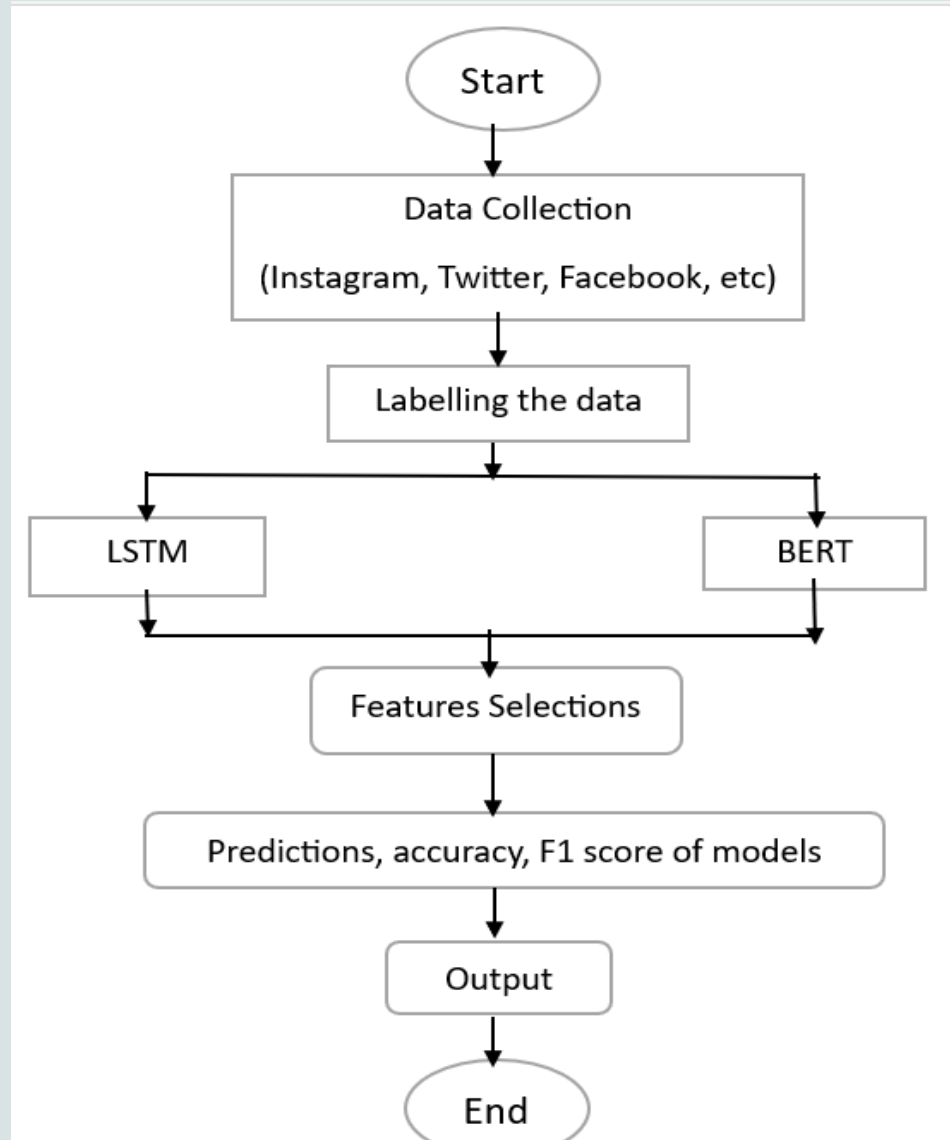 Start
Data Collection
(Instagram, Twitter, Facebook, etc)
Labelling the data
LSTM
BERT
Features Selections
Predictions, accuracy, F1 score of models
Output
End